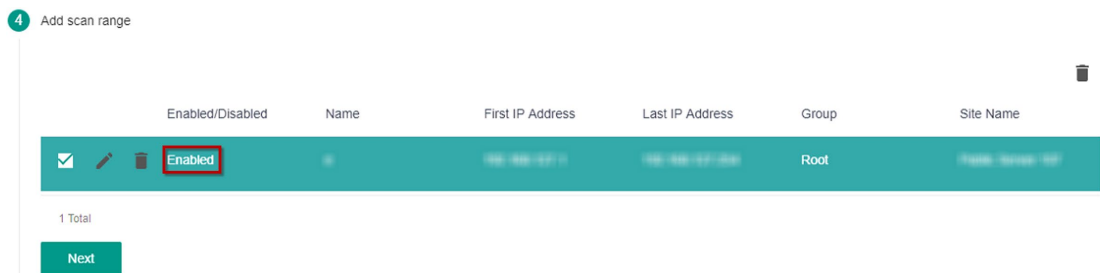 4 Add scan range
Enabled/Disabled Name First IP Address Last IP Address Group Site Name
Enabled Root
1 Total
Next